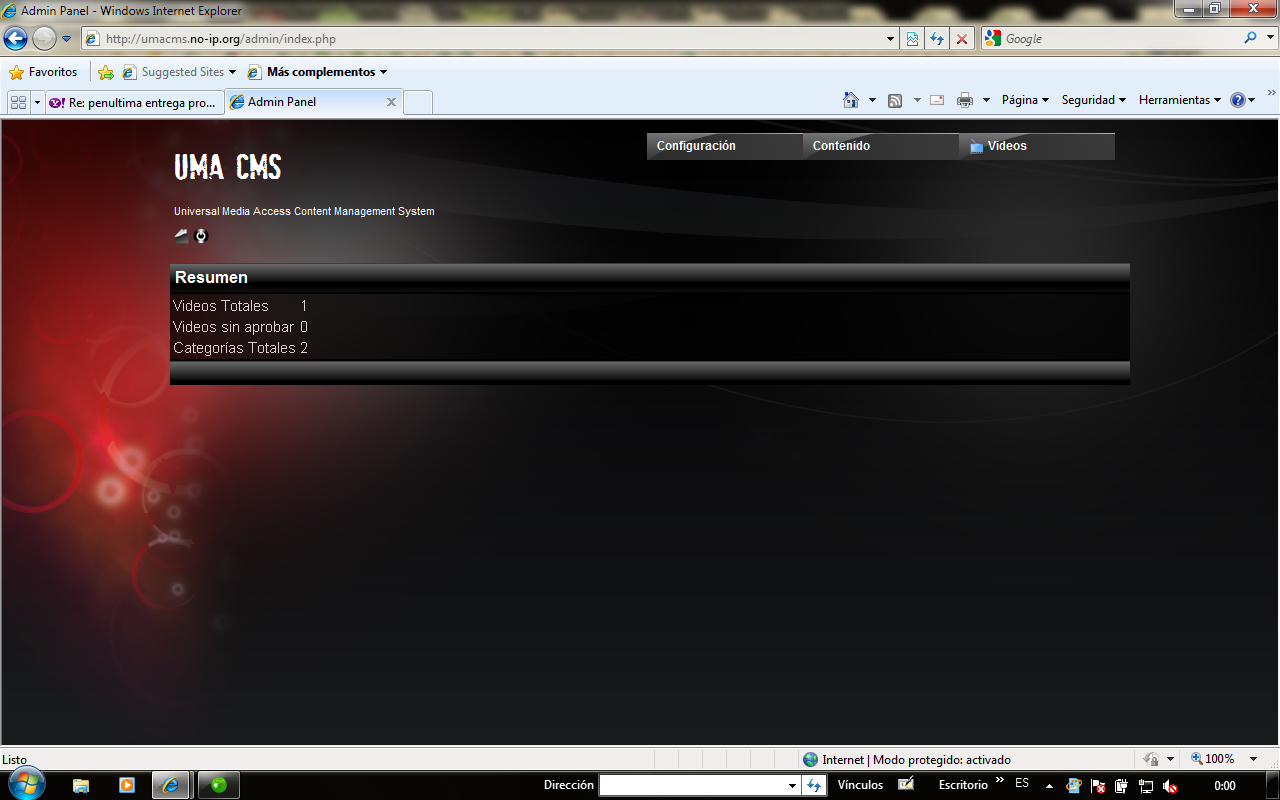 Admin Panel - Windows Internet Explorer
http://umacms.no-ip.org/admin/index.php
Google
Favoritos
Suggested Sites
Más complementos
Re: penultima entrega pro...
Admin Panel
Página
Seguridad
Herramientas
Configuración
Contenido
Videos
UMA CMS
Universal Media Access Content Management System
Resumen
Videos Totales 1
Videos sin aprobar 0
Categorías Totales 2
Listo
Internet | Modo protegido: activado
100%
Dirección
Vínculos
Escritorio
ES
0:00